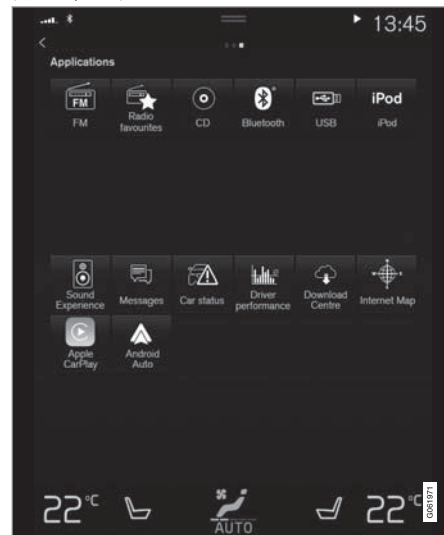 13:45
Applications
FM
FM
Radio
favourites
CD
Bluetooth
USB
iPod
iPod
Sound
Experience
Messages
Car status
Driver
performance
Download
Centre
Internet Map
Apple
CarPlay
Android
Auto
22°C
AUTO
22°C
G061971